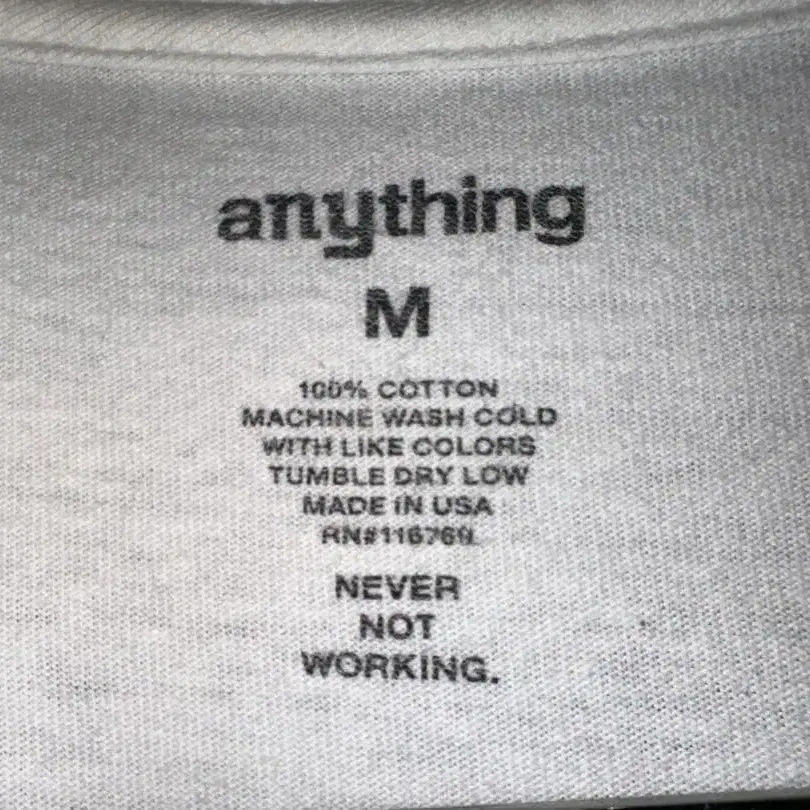 anything
M
100% COTTON
MACHINE WASH COLD
WITH LIKE COLORS
TUMBLE DRY LOW
MADE IN USA
RN#116769
NEVER
NOT
WORKING.